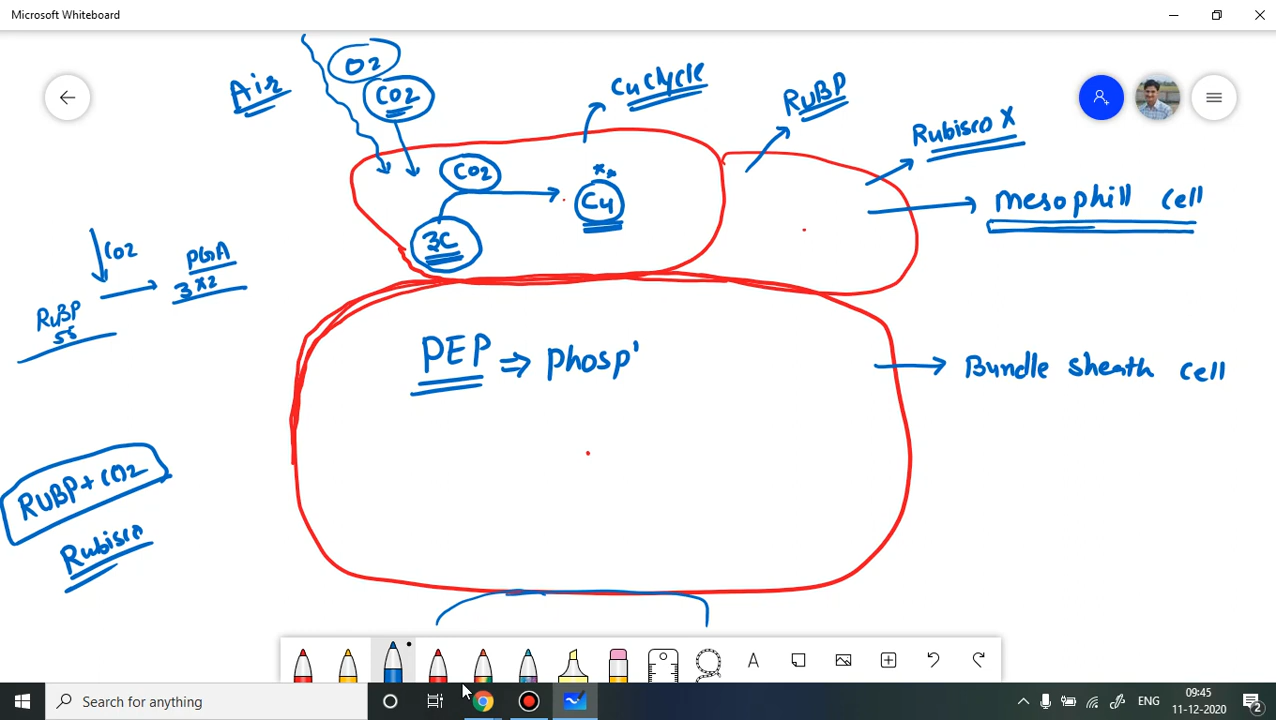 Microsoft Whiteboard
Air
O2
CO2
C4 Cycle
RuBP
Rubisco X
mesophill cell
CO2
3C
C4
CO2
RuBP
5C
PGA
3x2
PEP ⇒ phosp'
Bundle sheath cell
RUBP + CO2
Rubisco
A
Search for anything
ENG
09:45
11-12-2020
2